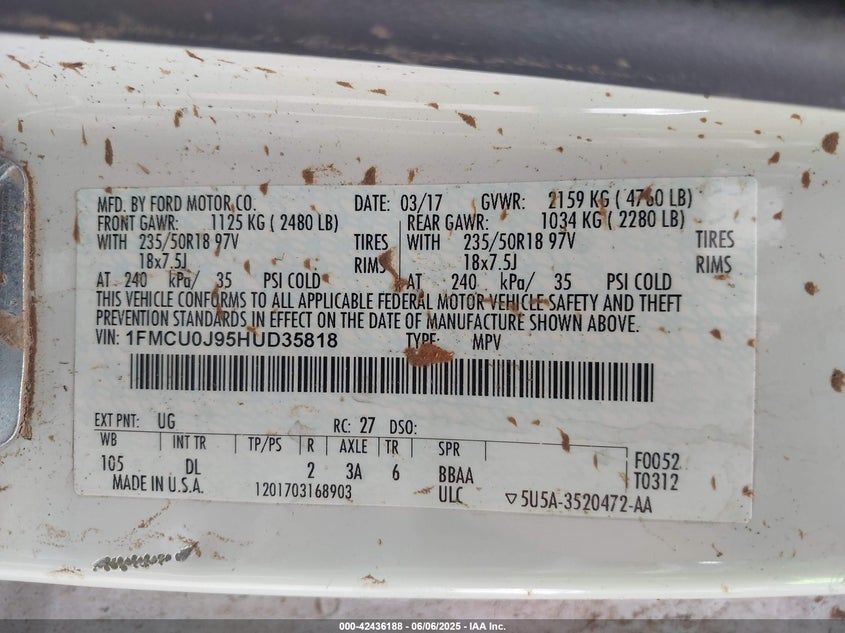 MFD. BY FORD MOTOR CO. DATE: 03/17 GVWR: 2159 KG ( 4760 LB)
FRONT GAWR: 1125 KG ( 2480 LB) REAR GAWR: 1034 KG ( 2280 LB)
WITH 235/50R18 97V TIRES WITH 235/50R18 97V TIRES
18x7.5J RIMS 18x7.5J RIMS
AT 240 kPa/ 35 PSI COLD AT 240 kPa/ 35 PSI COLD
THIS VEHICLE CONFORMS TO ALL APPLICABLE FEDERAL MOTOR VEHICLE SAFETY AND THEFT
PREVENTION STANDARDS IN EFFECT ON THE DATE OF MANUFACTURE SHOWN ABOVE.
VIN: 1FMCU0J95HUD35818 TYPE: MPV
EXT PNT: UG RC: 27 DSO:
WB INT TR TP/PS R AXLE TR SPR
105 DL 2 3A 6 BBAA F0052
MADE IN U.S.A. 1201703168903 ULC T0312
▽5U5A-3520472-AA
000-42436188 - 06/06/2025 - IAA Inc.